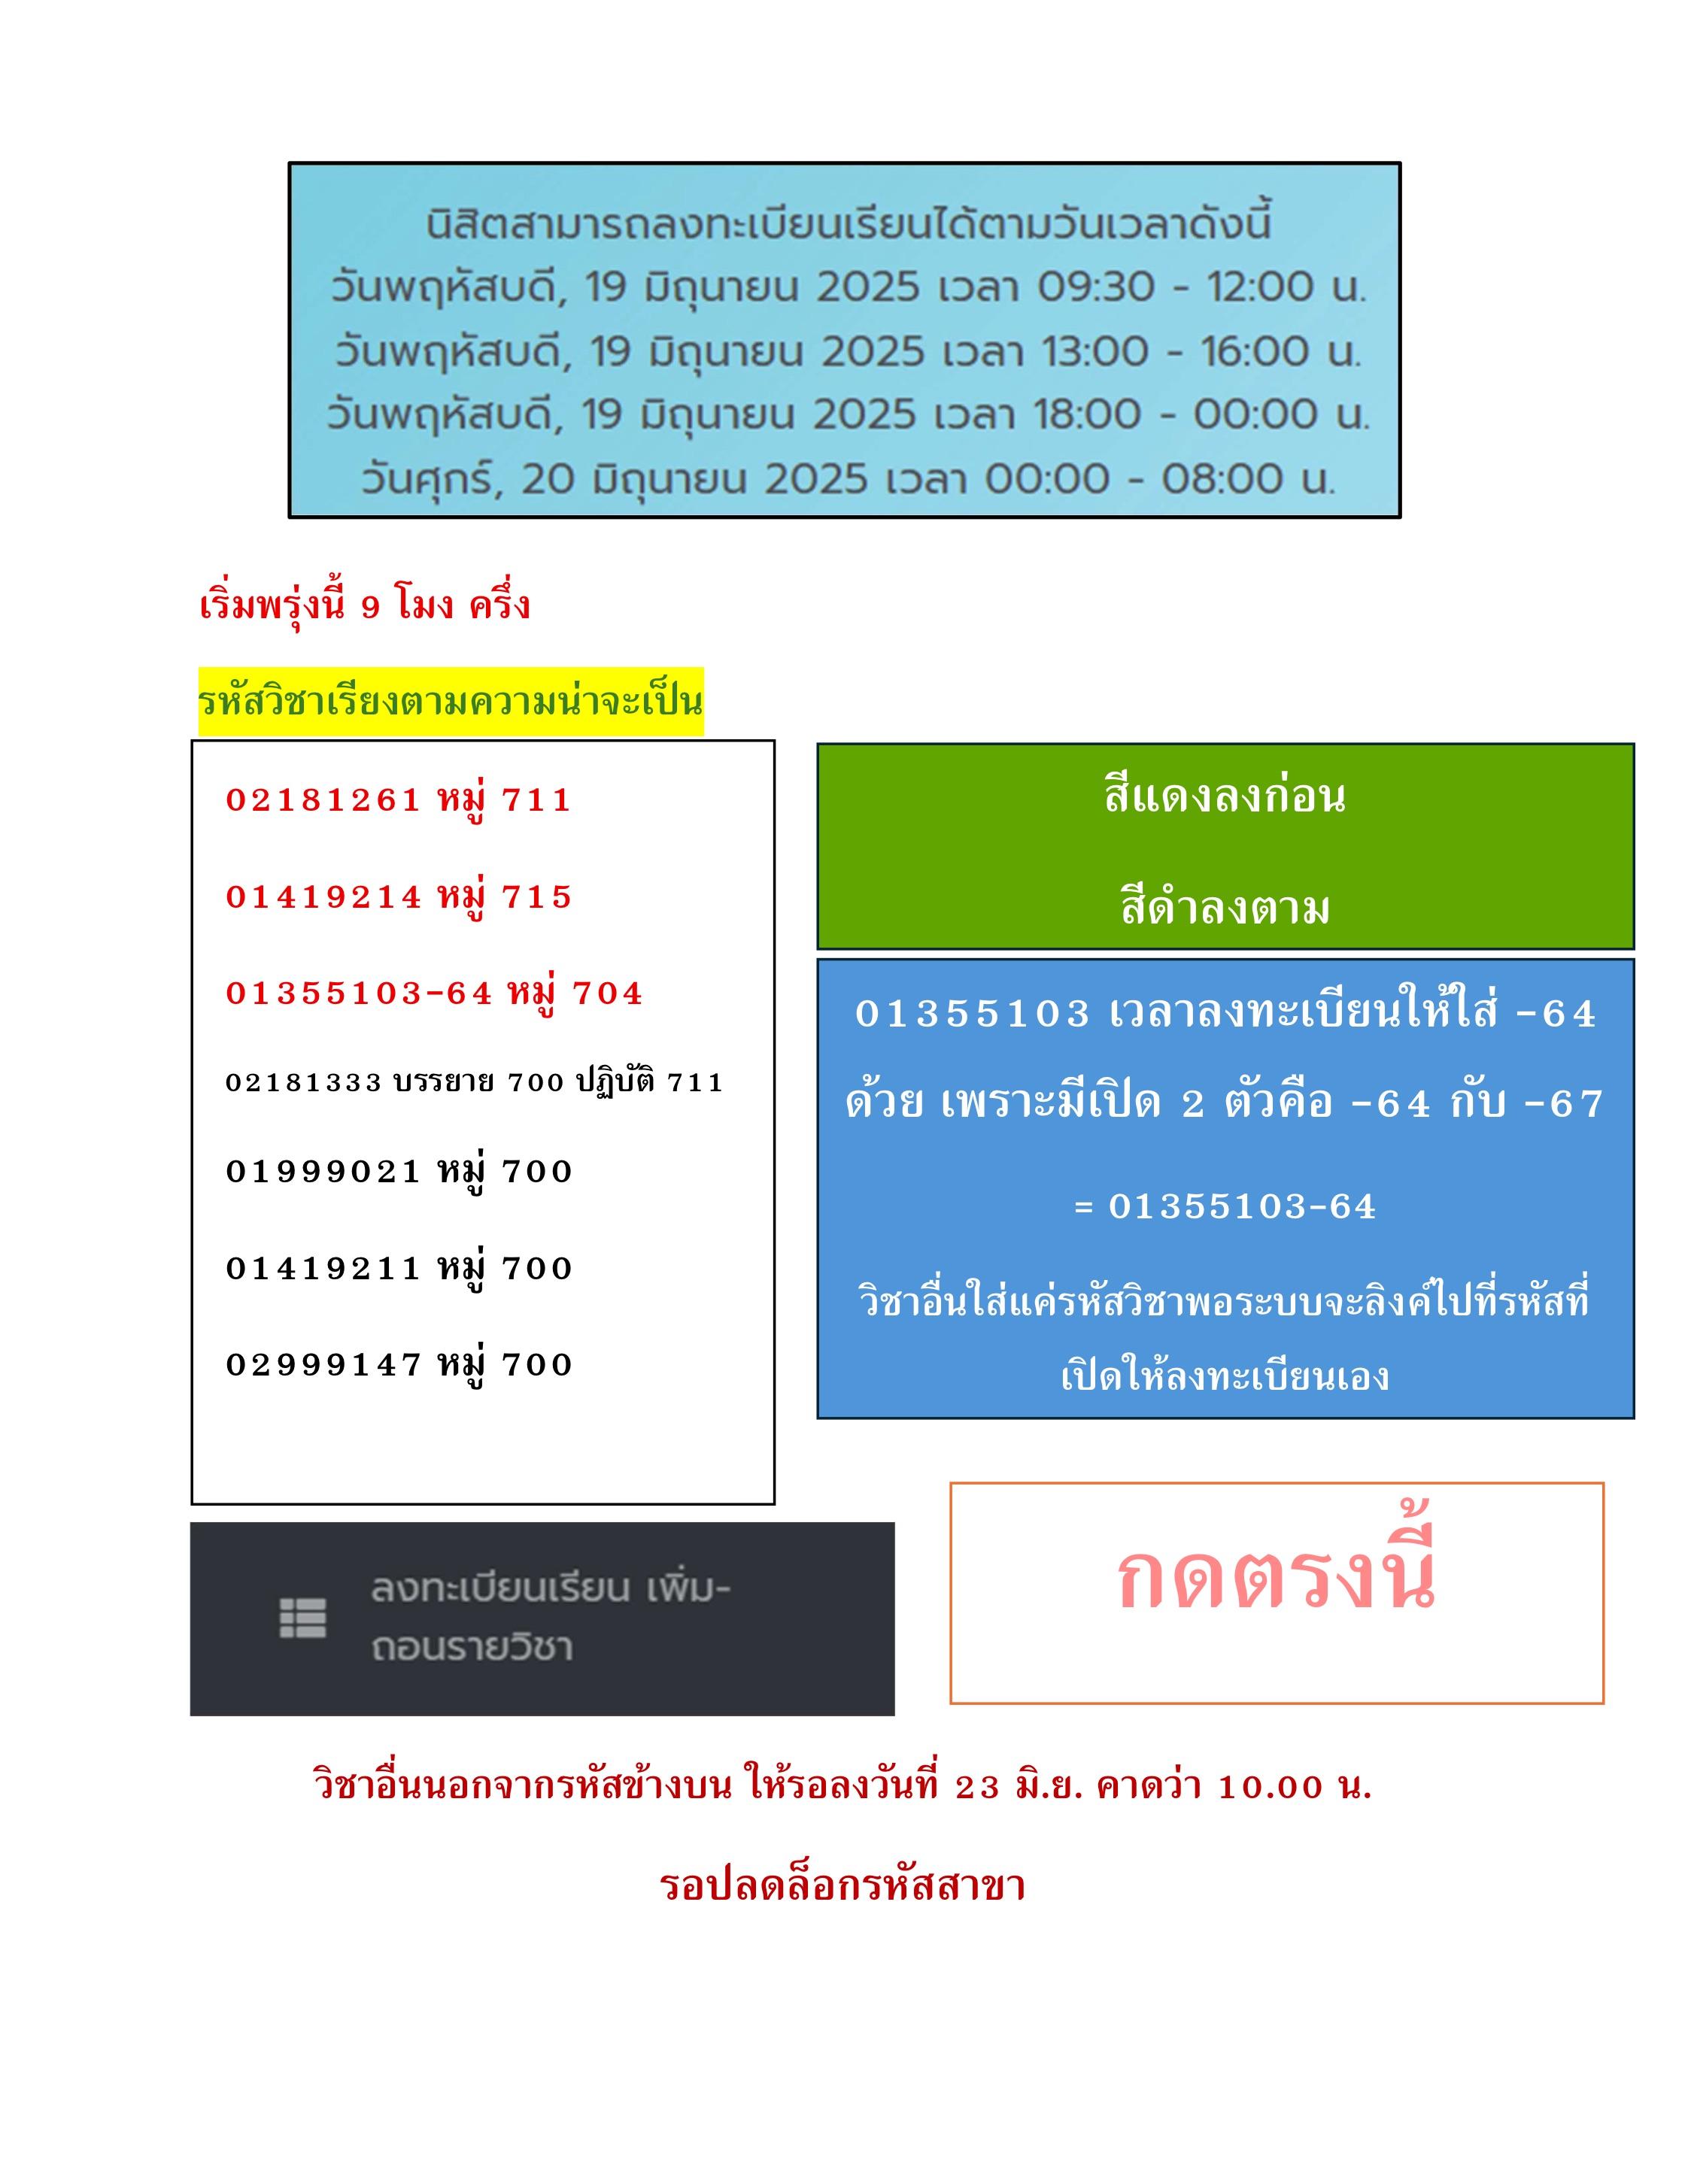 นิสิตสามารถลงทะเบียนเรียนได้ตามวันเวลาดังนี้
วันพฤหัสบดี, 19 มิถุนายน 2025 เวลา 09:30 - 12:00 น.
วันพฤหัสบดี, 19 มิถุนายน 2025 เวลา 13:00 - 16:00 น.
วันพฤหัสบดี, 19 มิถุนายน 2025 เวลา 18:00 - 00:00 น.
วันศุกร์, 20 มิถุนายน 2025 เวลา 00:00 - 08:00 น.
เริ่มพรุ่งนี้ 9 โมง ครึ่ง
รหัสวิชาเรียงตามความน่าจะเป็น
02181261 หมู่ 711
01419214 หมู่ 715
01355103-64 หมู่ 704
02181333 บรรยาย 700 ปฏิบัติ 711
01999021 หมู่ 700
01419211 หมู่ 700
02999147 หมู่ 700
สีแดงลงก่อน
สีดำลงตาม
01355103 เวลาลงทะเบียนให้ใส่ -64
ด้วย เพราะมีเปิด 2 ตัวคือ -64 กับ -67
= 01355103-64
วิชาอื่นใส่แค่รหัสวิชาพอระบบจะลิงค์ไปที่รหัสที่
เปิดให้ลงทะเบียนเอง
ลงทะเบียนเรียน เพิ่ม-
ถอนรายวิชา
กดตรงนี้
วิชาอื่นนอกจากรหัสข้างบน ให้รอลงวันที่ 23 มิ.ย. คาดว่า 10.00 น.
รอปลดล็อกรหัสสาขา